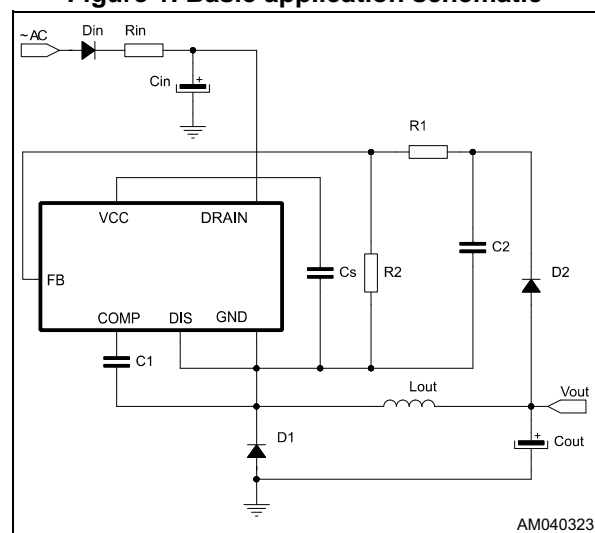 Figure 1. Basic application schematic
~AC
Din
Rin
Cin
+
R1
VCC
DRAIN
C2
FB
Cs
R2
D2
COMP
DIS
GND
C1
Lout
Vout
D1
+
Cout
AM040323